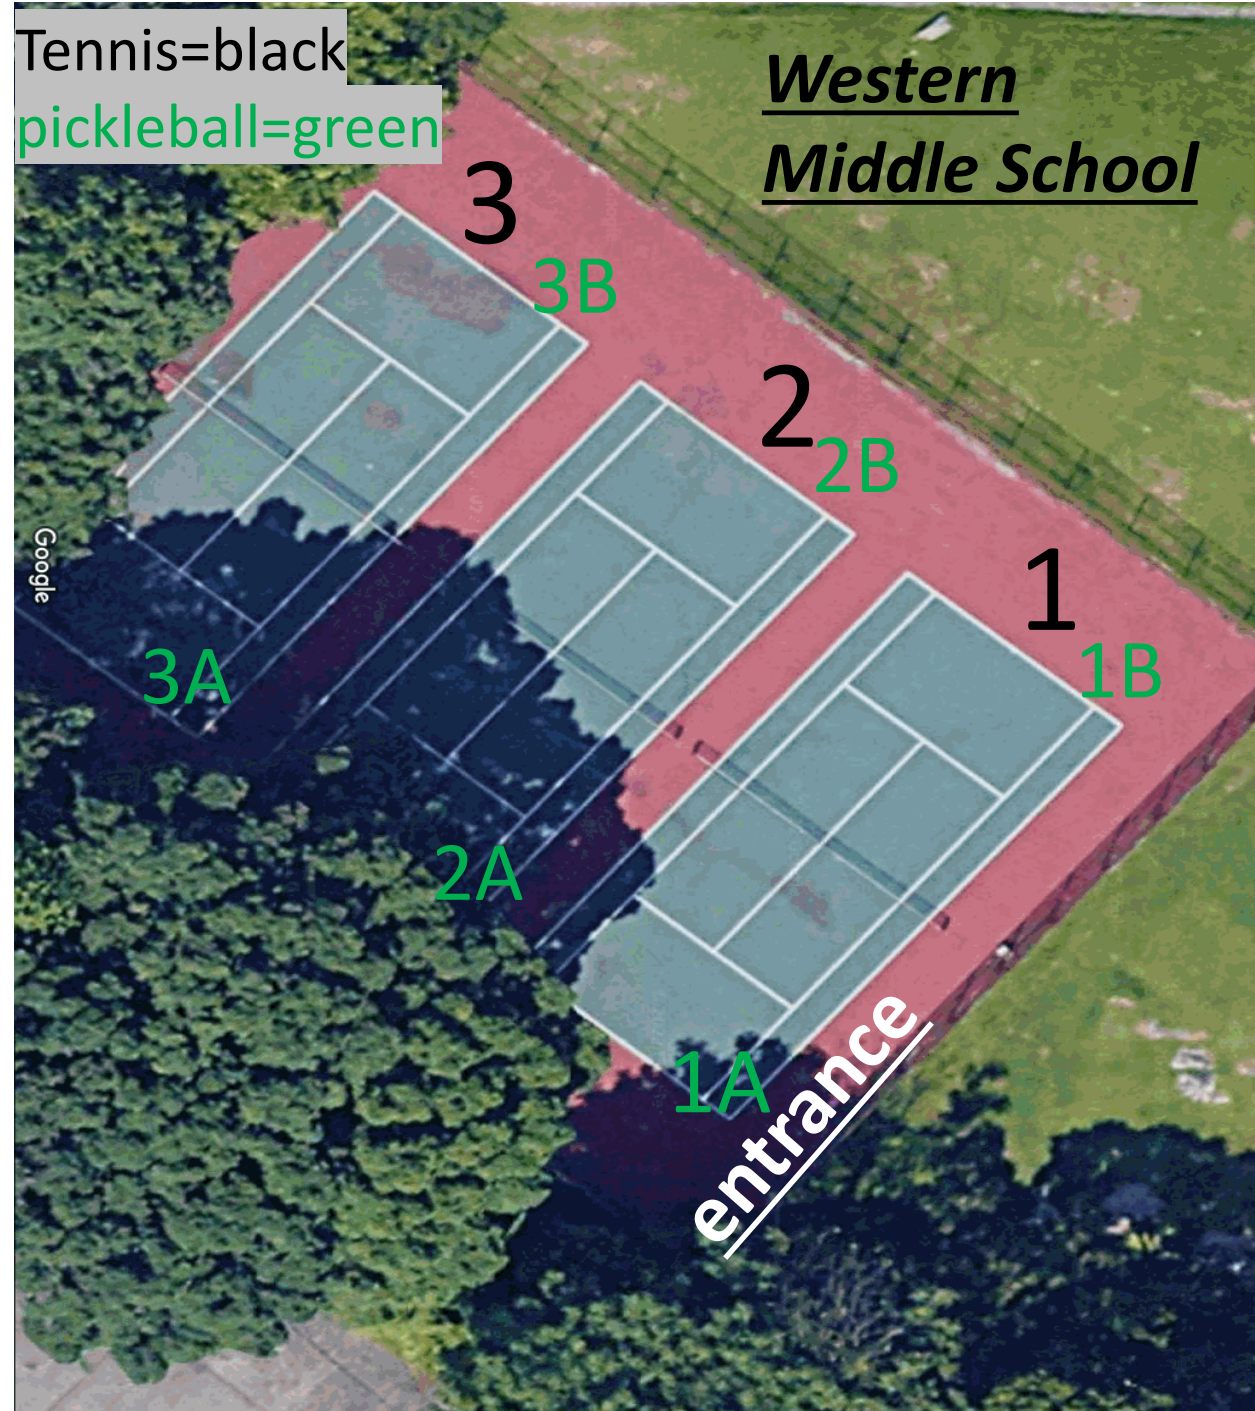 Tennis=black
pickleball=green
Western
Middle School
3
3B
2
2B
1
1B
Google
3A
2A
1A
entrance